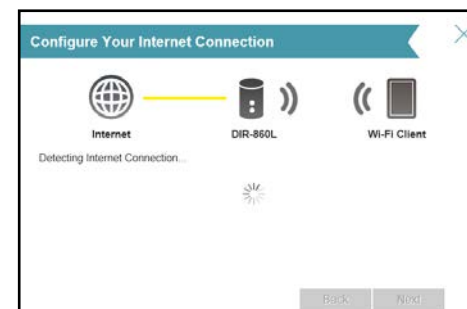 Configure Your Internet Connection
Internet DIR-860L Wi-Fi Client
Detecting Internet Connection...
Back Next